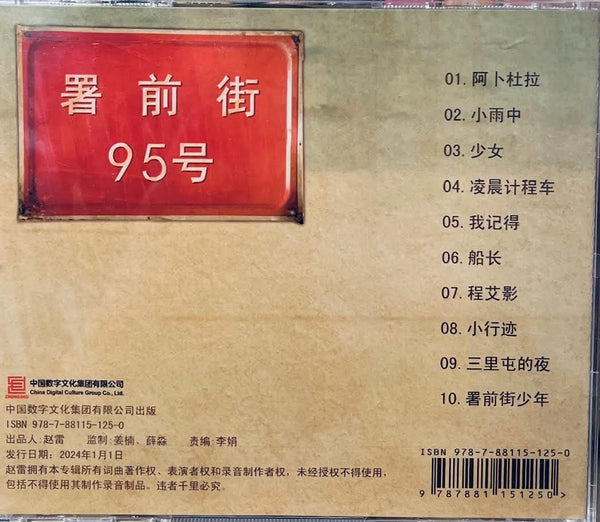 署前街
95号
01.阿卜杜拉
02.小雨中
03.少女
04.凌晨计程车
05.我记得
06.船长
07.程艾影
08.小行迹
09.三里屯的夜
10.署前街少年
ZHONGSHU
中国数字文化集团有限公司
China Digital Culture Group Co., Ltd.
中国数字文化集团有限公司出版
ISBN 978-7-88115-125-0
出品人:赵雷 监制:姜楠、薛淼 责编:李娟
发行日期:2024年1月1日
赵雷拥有本专辑所有词曲著作权、表演者权和录音制作者权,未经授权不得使用,
包括不得使用其制作录音制品。违者千里必究。
ISBN 978-7-88115-125-0
9 787881 151250 >